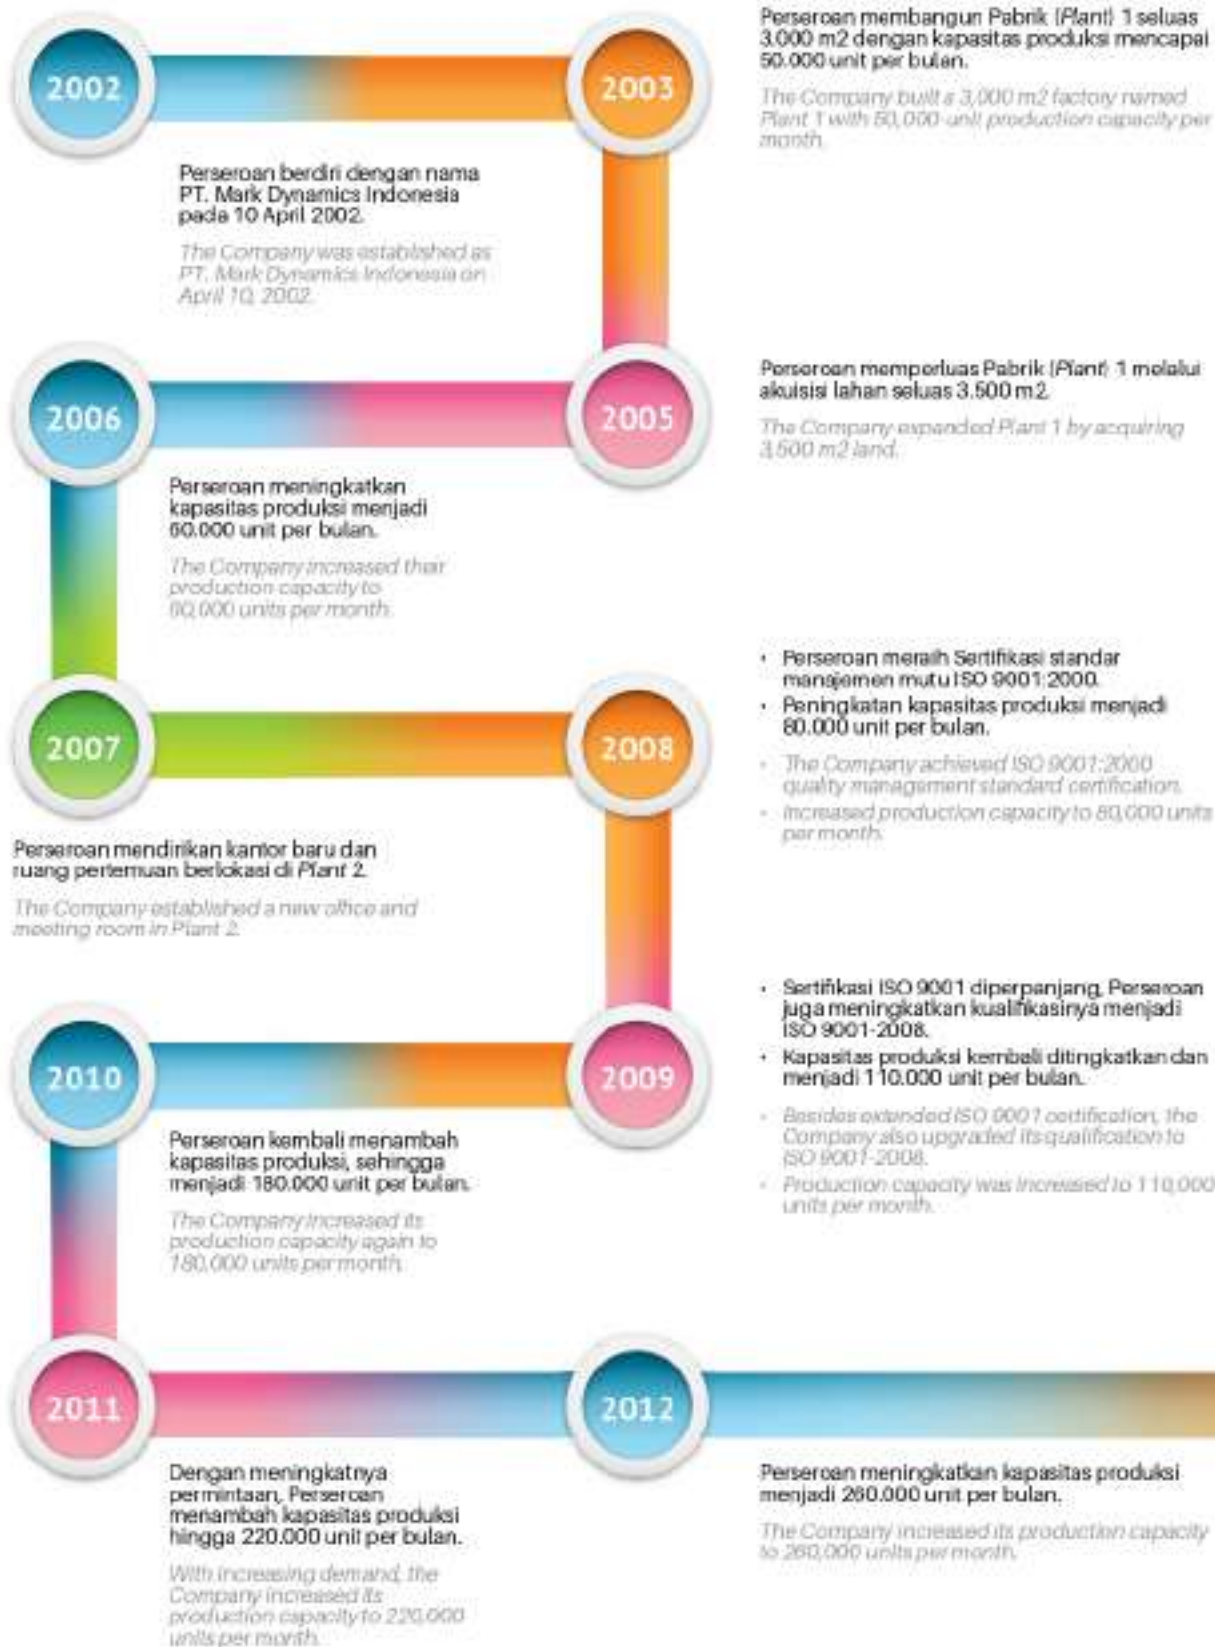 2002
2003
Perseroan membangun Pabrik (Plant) 1 seluas
3.000 m2 dengan kapasitas produksi mencapai
50.000 unit per bulan.
The Company built a 3,000 m2 factory named
Plant 1 with 50,000-unit production capacity per
month.
Perseroan berdiri dengan nama
PT. Mark Dynamics Indonesia
pada 10 April 2002.
The Company was established as
PT. Mark Dynamics Indonesia on
April 10, 2002.
2006
2005
Perseroan memperluas Pabrik (Plant) 1 melalui
akuisisi lahan seluas 3.500 m2.
The Company expanded Plant 1 by acquiring
3,500 m2 land.
Perseroan meningkatkan
kapasitas produksi menjadi
60.000 unit per bulan.
The Company increased their
production capacity to
60,000 units per month.
2007
2008
• Perseroan meraih Sertifikasi standar
manajemen mutu ISO 9001:2000.
• Peningkatan kapasitas produksi menjadi
80.000 unit per bulan.
• The Company achieved ISO 9001:2000
quality management standard certification.
• Increased production capacity to 80,000 units
per month.
Perseroan mendirikan kantor baru dan
ruang pertemuan berlokasi di Plant 2.
The Company established a new office and
meeting room in Plant 2.
2010
2009
• Sertifikasi ISO 9001 diperpanjang, Perseroan
juga meningkatkan kualifikasinya menjadi
ISO 9001-2008.
• Kapasitas produksi kembali ditingkatkan dan
menjadi 110.000 unit per bulan.
• Besides extended ISO 9001 certification, the
Company also upgraded its qualification to
ISO 9001-2008.
• Production capacity was increased to 110,000
units per month.
Perseroan kembali menambah
kapasitas produksi, sehingga
menjadi 180.000 unit per bulan.
The Company increased its
production capacity again to
180,000 units per month.
2011
2012
Dengan meningkatnya
permintaan, Perseroan
menambah kapasitas produksi
hingga 220.000 unit per bulan.
With increasing demand, the
Company increased its
production capacity to 220,000
units per month.
Perseroan meningkatkan kapasitas produksi
menjadi 260.000 unit per bulan.
The Company increased its production capacity
to 260,000 units per month.